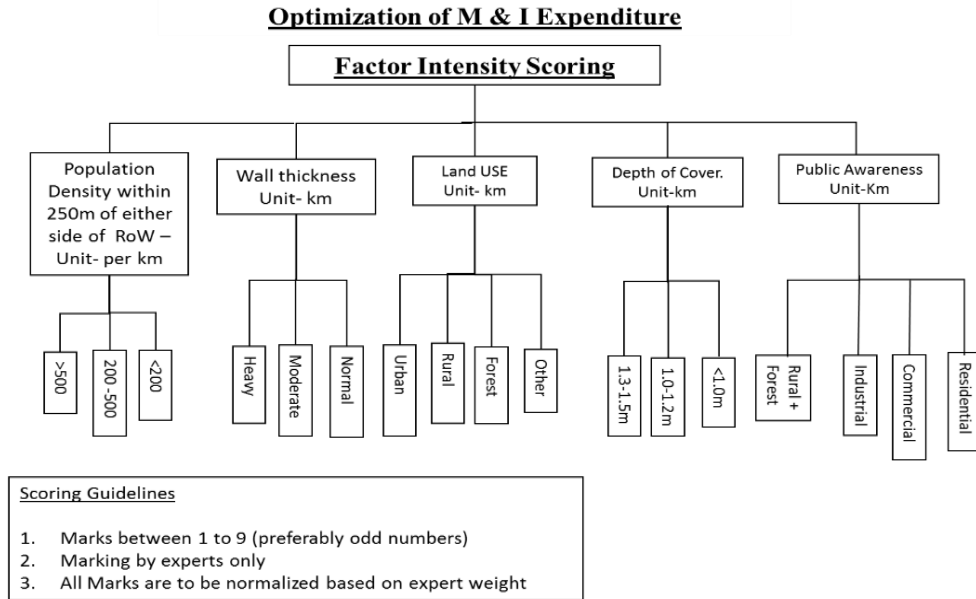 Optimization of M & I Expenditure
Factor Intensity Scoring
Population
Density within
250m of either
side of RoW –
Unit- per km
Wall thickness
Unit- km
Land USE
Unit- km
Depth of Cover.
Unit-km
Public Awareness
Unit-Km
>500
200 -500
<200
Heavy
Moderate
Normal
Urban
Rural
Forest
Other
1.3-1.5m
1.0-1.2m
<1.0m
Rural +
Forest
Industrial
Commercial
Residential
Scoring Guidelines
1. Marks between 1 to 9 (preferably odd numbers)
2. Marking by experts only
3. All Marks are to be normalized based on expert weight